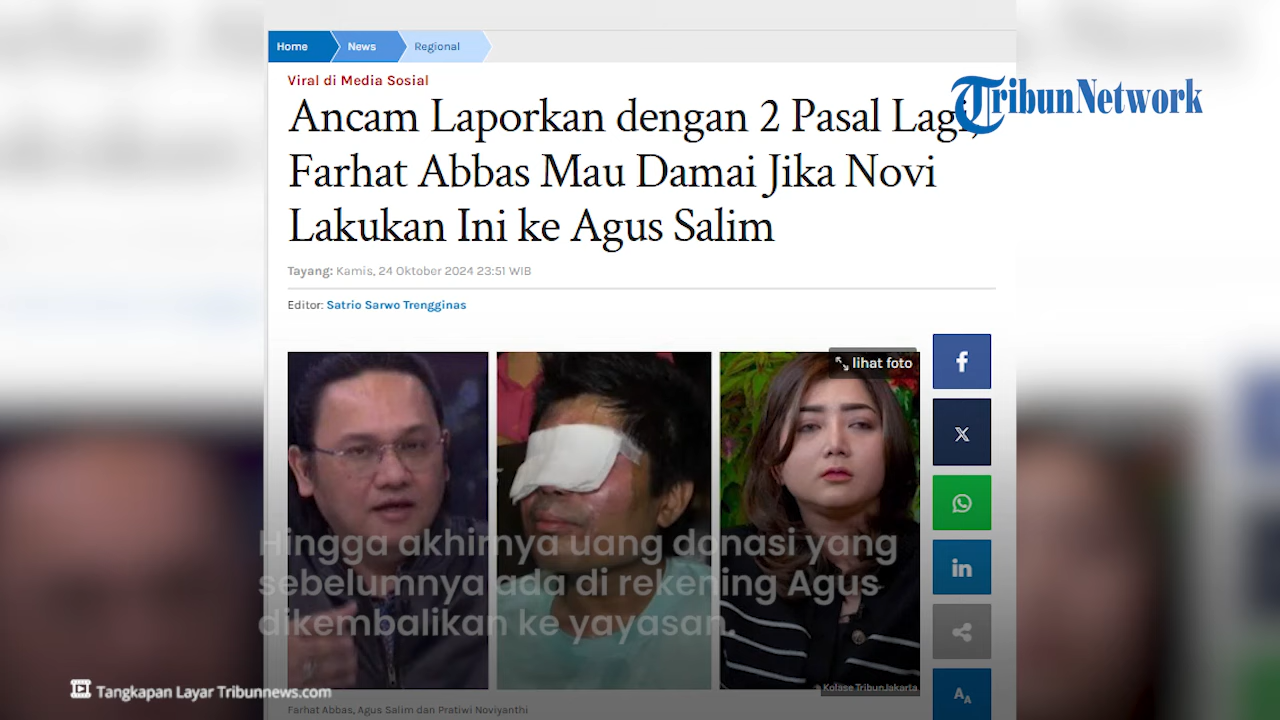 Home News Regional
Viral di Media Sosial
TribunNetwork
Ancam Laporkan dengan 2 Pasal Lagi,
Farhat Abbas Mau Damai Jika Novi
Lakukan Ini ke Agus Salim
Tayang: Kamis, 24 Oktober 2024 23:51 WIB
Editor: Satrio Sarwo Trengginas
lihat foto
Hingga akhirnya uang donasi yang
sebelumnya ada di rekening Agus
dikembalikan ke yayasan.
Kolase TribunJakarta
Tangkapan Layar Tribunnews.com
AA
Farhat Abbas, Agus Salim dan Pratiwi Noviyanthi